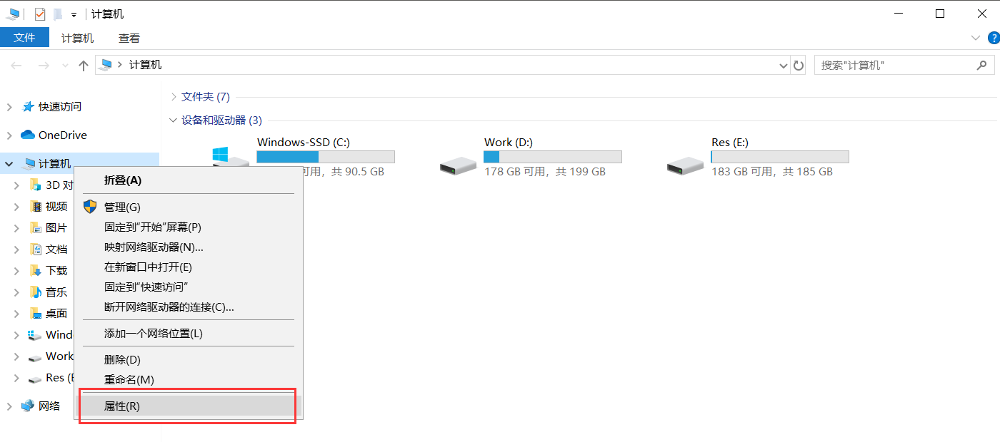 计算机
文件
计算机
查看
计算机
搜索"计算机"
快速访问
OneDrive
计算机
3D 对
视频
图片
文档
下载
音乐
桌面
Wind
Work
Res (E
网络
文件夹 (7)
设备和驱动器 (3)
Windows-SSD (C:)
可用，共 90.5 GB
Work (D:)
178 GB 可用，共 199 GB
Res (E:)
183 GB 可用，共 185 GB
折叠(A)
管理(G)
固定到"开始"屏幕(P)
映射网络驱动器(N)...
在新窗口中打开(E)
固定到"快速访问"
断开网络驱动器的连接(C)...
添加一个网络位置(L)
删除(D)
重命名(M)
属性(R)